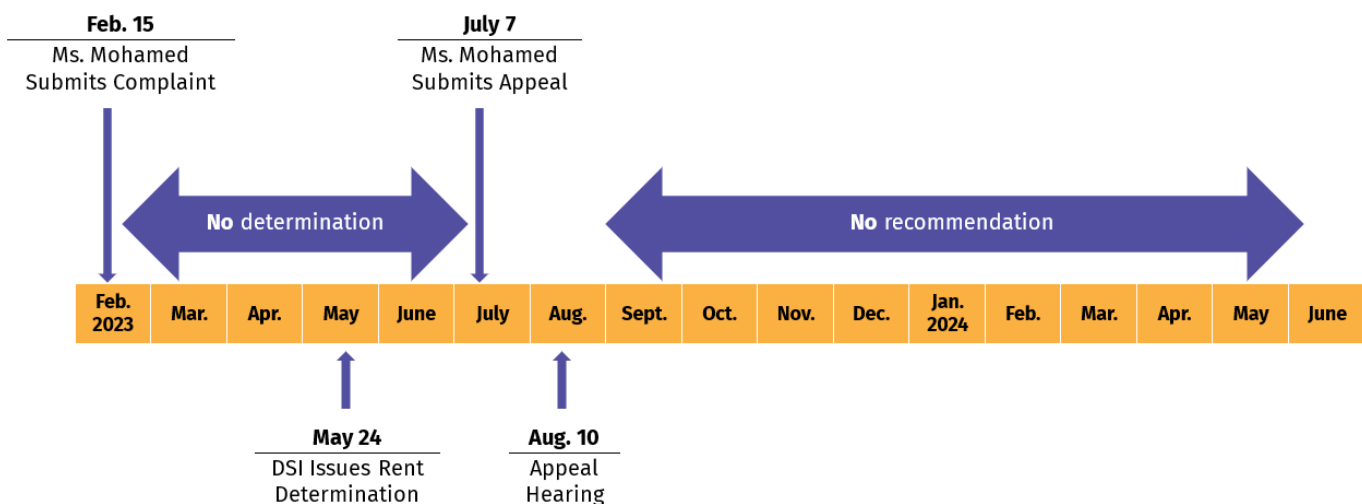 Feb. 15
Ms. Mohamed
Submits Complaint
July 7
Ms. Mohamed
Submits Appeal
No determination
No recommendation
Feb.
2023
Mar.
Apr.
May
June
July
Aug.
Sept.
Oct.
Nov.
Dec.
Jan.
2024
Feb.
Mar.
Apr.
May
June
May 24
DSI Issues Rent
Determination
Aug. 10
Appeal
Hearing